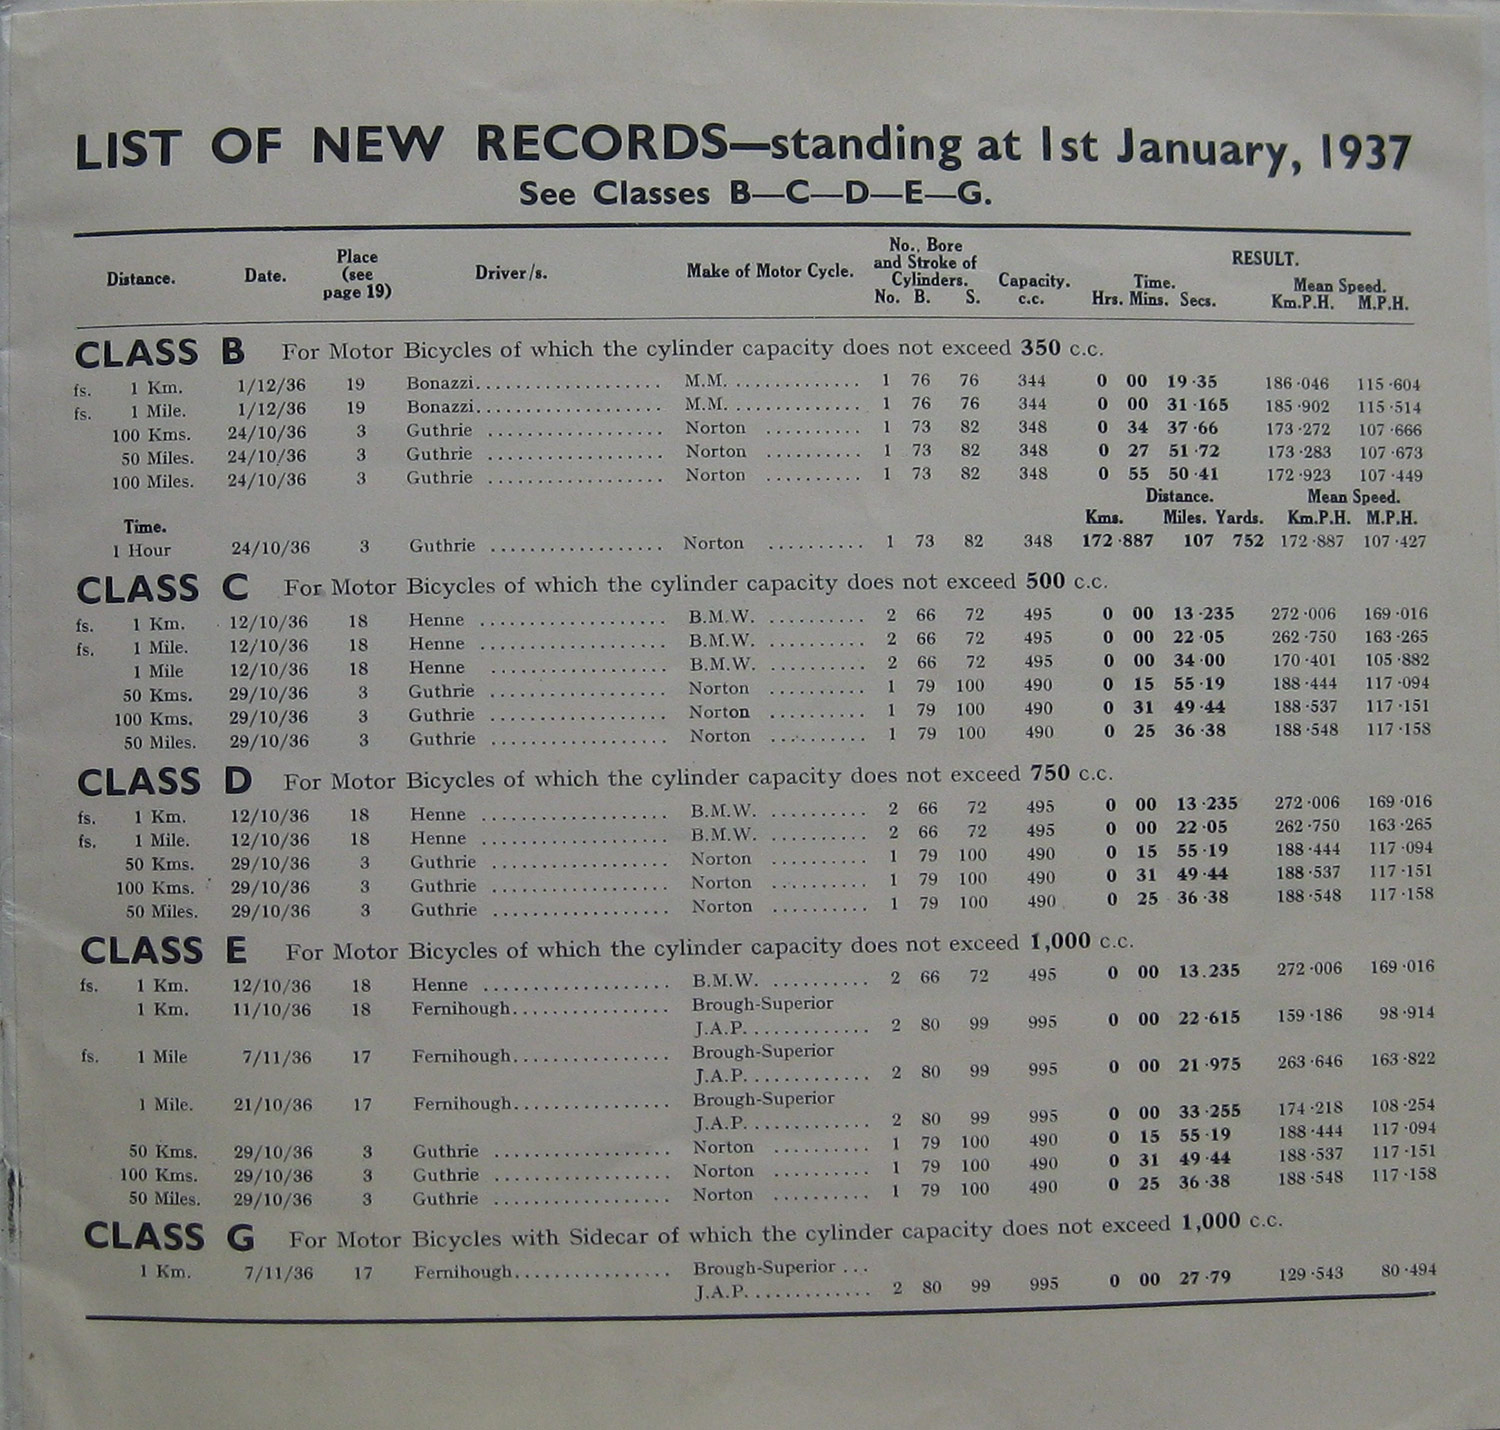 LIST OF NEW RECORDS—standing at 1st January, 1937
See Classes B—C—D—E—G.
Distance. Date. Place (see page 19) Driver/s. Make of Motor Cycle. No., Bore and Stroke of Cylinders. No. B. S. Capacity. c.c. RESULT. Time. Hrs. Mins. Secs. Mean Speed. Km.P.H. M.P.H.
CLASS B For Motor Bicycles of which the cylinder capacity does not exceed 350 c.c.
fs. 1 Km. 1/12/36 19 Bonazzi................... M.M. ............. 1 76 76 344 0 00 19·35 186·046 115·604
fs. 1 Mile. 1/12/36 19 Bonazzi................... M.M. ............. 1 76 76 344 0 00 31·165 185·902 115·514
100 Kms. 24/10/36 3 Guthrie .................. Norton .......... 1 73 82 348 0 34 37·66 173·272 107·666
50 Miles. 24/10/36 3 Guthrie .................. Norton .......... 1 73 82 348 0 27 51·72 173·283 107·673
100 Miles. 24/10/36 3 Guthrie .................. Norton .......... 1 73 82 348 0 55 50·41 172·923 107·449
Distance. Mean Speed.
Time. Kms. Miles. Yards. Km.P.H. M.P.H.
1 Hour 24/10/36 3 Guthrie .................. Norton .......... 1 73 82 348 172·887 107 752 172·887 107·427
CLASS C For Motor Bicycles of which the cylinder capacity does not exceed 500 c.c.
fs. 1 Km. 12/10/36 18 Henne ................... B.M.W. .......... 2 66 72 495 0 00 13·235 272·006 169·016
fs. 1 Mile. 12/10/36 18 Henne ................... B.M.W. .......... 2 66 72 495 0 00 22·05 262·750 163·265
1 Mile 12/10/36 18 Henne ................... B.M.W. .......... 2 66 72 495 0 00 34·00 170·401 105·882
50 Kms. 29/10/36 3 Guthrie .................. Norton .......... 1 79 100 490 0 15 55·19 188·444 117·094
100 Kms. 29/10/36 3 Guthrie .................. Norton .......... 1 79 100 490 0 31 49·44 188·537 117·151
50 Miles. 29/10/36 3 Guthrie .................. Norton .......... 1 79 100 490 0 25 36·38 188·548 117·158
CLASS D For Motor Bicycles of which the cylinder capacity does not exceed 750 c.c.
fs. 1 Km. 12/10/36 18 Henne ................... B.M.W. .......... 2 66 72 495 0 00 13·235 272·006 169·016
fs. 1 Mile. 12/10/36 18 Henne ................... B.M.W. .......... 2 66 72 495 0 00 22·05 262·750 163·265
50 Kms. 29/10/36 3 Guthrie .................. Norton .......... 1 79 100 490 0 15 55·19 188·444 117·094
100 Kms. 29/10/36 3 Guthrie .................. Norton .......... 1 79 100 490 0 31 49·44 188·537 117·151
50 Miles. 29/10/36 3 Guthrie .................. Norton .......... 1 79 100 490 0 25 36·38 188·548 117·158
CLASS E For Motor Bicycles of which the cylinder capacity does not exceed 1,000 c.c.
fs. 1 Km. 12/10/36 18 Henne ................... B.M.W. .......... 2 66 72 495 0 00 13.235 272·006 169·016
1 Km. 11/10/36 18 Fernihough................ Brough-Superior
J.A.P............. 2 80 99 995 0 00 22·615 159·186 98·914
fs. 1 Mile 7/11/36 17 Fernihough................ Brough-Superior
J.A.P............. 2 80 99 995 0 00 21·975 263·646 163·822
1 Mile. 21/10/36 17 Fernihough................ Brough-Superior
J.A.P............. 2 80 99 995 0 00 33·255 174·218 108·254
50 Kms. 29/10/36 3 Guthrie .................. Norton .......... 1 79 100 490 0 15 55·19 188·444 117·094
100 Kms. 29/10/36 3 Guthrie .................. Norton .......... 1 79 100 490 0 31 49·44 188·537 117·151
50 Miles. 29/10/36 3 Guthrie .................. Norton .......... 1 79 100 490 0 25 36·38 188·548 117·158
CLASS G For Motor Bicycles with Sidecar of which the cylinder capacity does not exceed 1,000 c.c.
1 Km. 7/11/36 17 Fernihough................ Brough-Superior ...
J.A.P............. 2 80 99 995 0 00 27·79 129·543 80·494